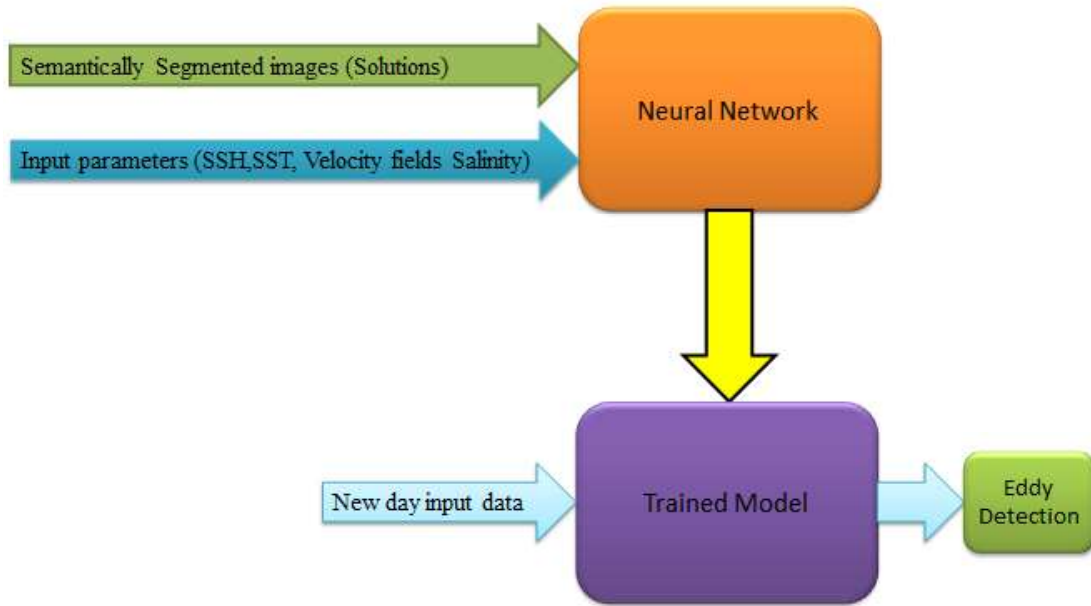 Semantically Segmented images (Solutions)
Neural Network
Input parameters (SSH,SST, Velocity fields Salinity)
New day input data
Trained Model
Eddy
Detection